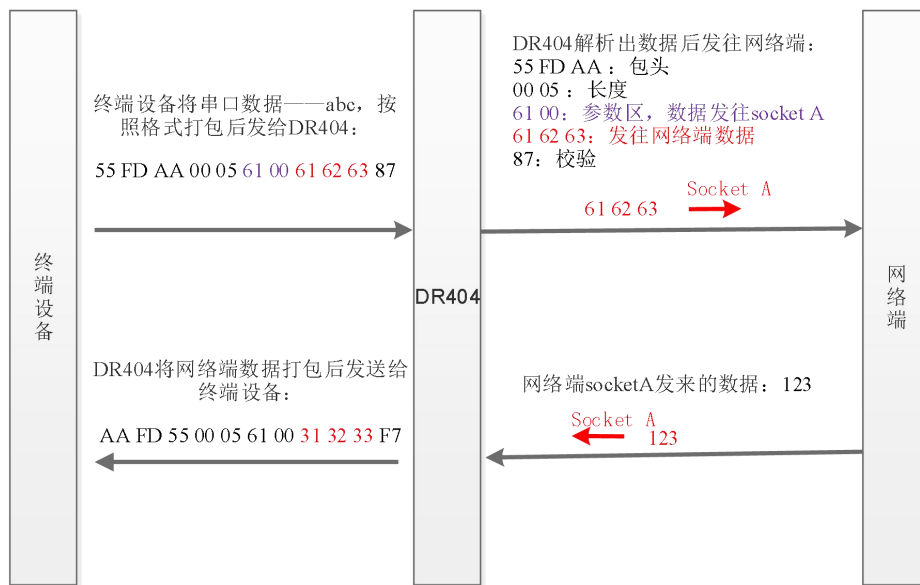 终端设备
终端设备将串口数据——abc，按
照格式打包后发给DR404：
55 FD AA 00 05 61 00 61 62 63 87
DR404将网络端数据打包后发送给
终端设备：
AA FD 55 00 05 61 00 31 32 33 F7
DR404
DR404解析出数据后发往网络端：
55 FD AA ：包头
00 05 ：长度
61 00：参数区，数据发往socket A
61 62 63：发往网络端数据
87：校验
Socket A
61 62 63
网络端socketA发来的数据：123
Socket A
123
网络端